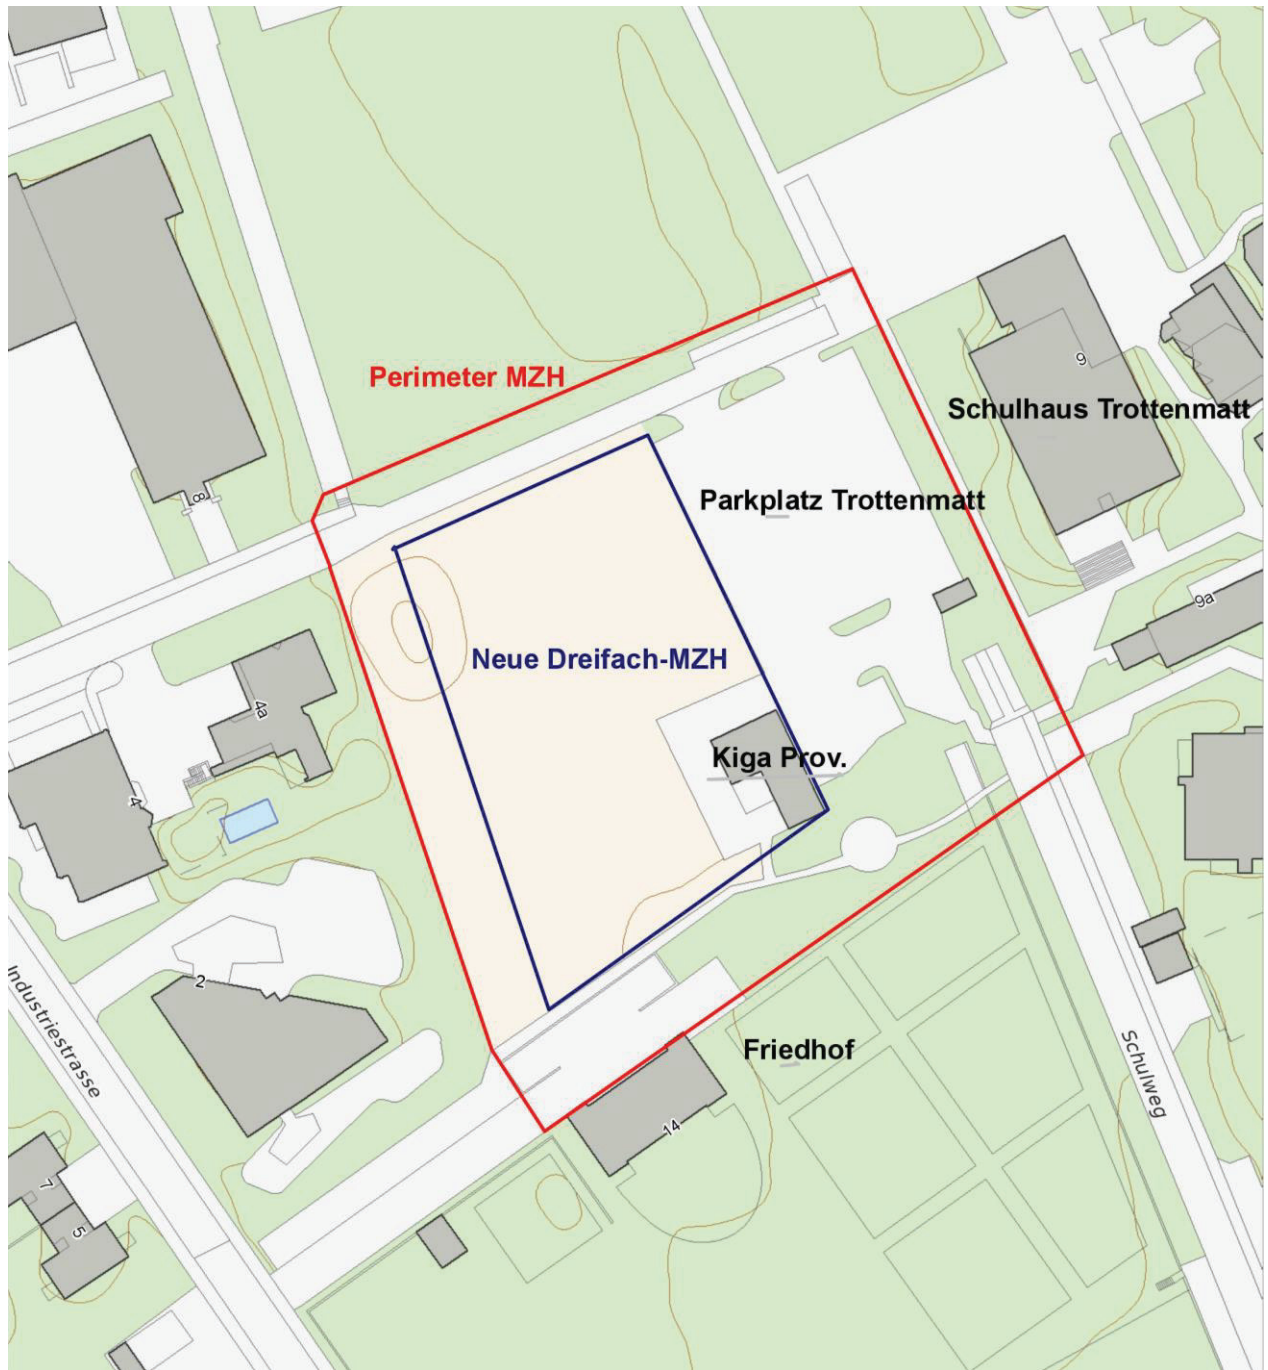 Perimeter MZH
9
Schulhaus Trottenmatt
8
Parkplatz Trottenmatt
9a
Neue Dreifach-MZH
4a
Kiga Prov.
4
2
Industriestrasse
Friedhof
Schulweg
14
7
5